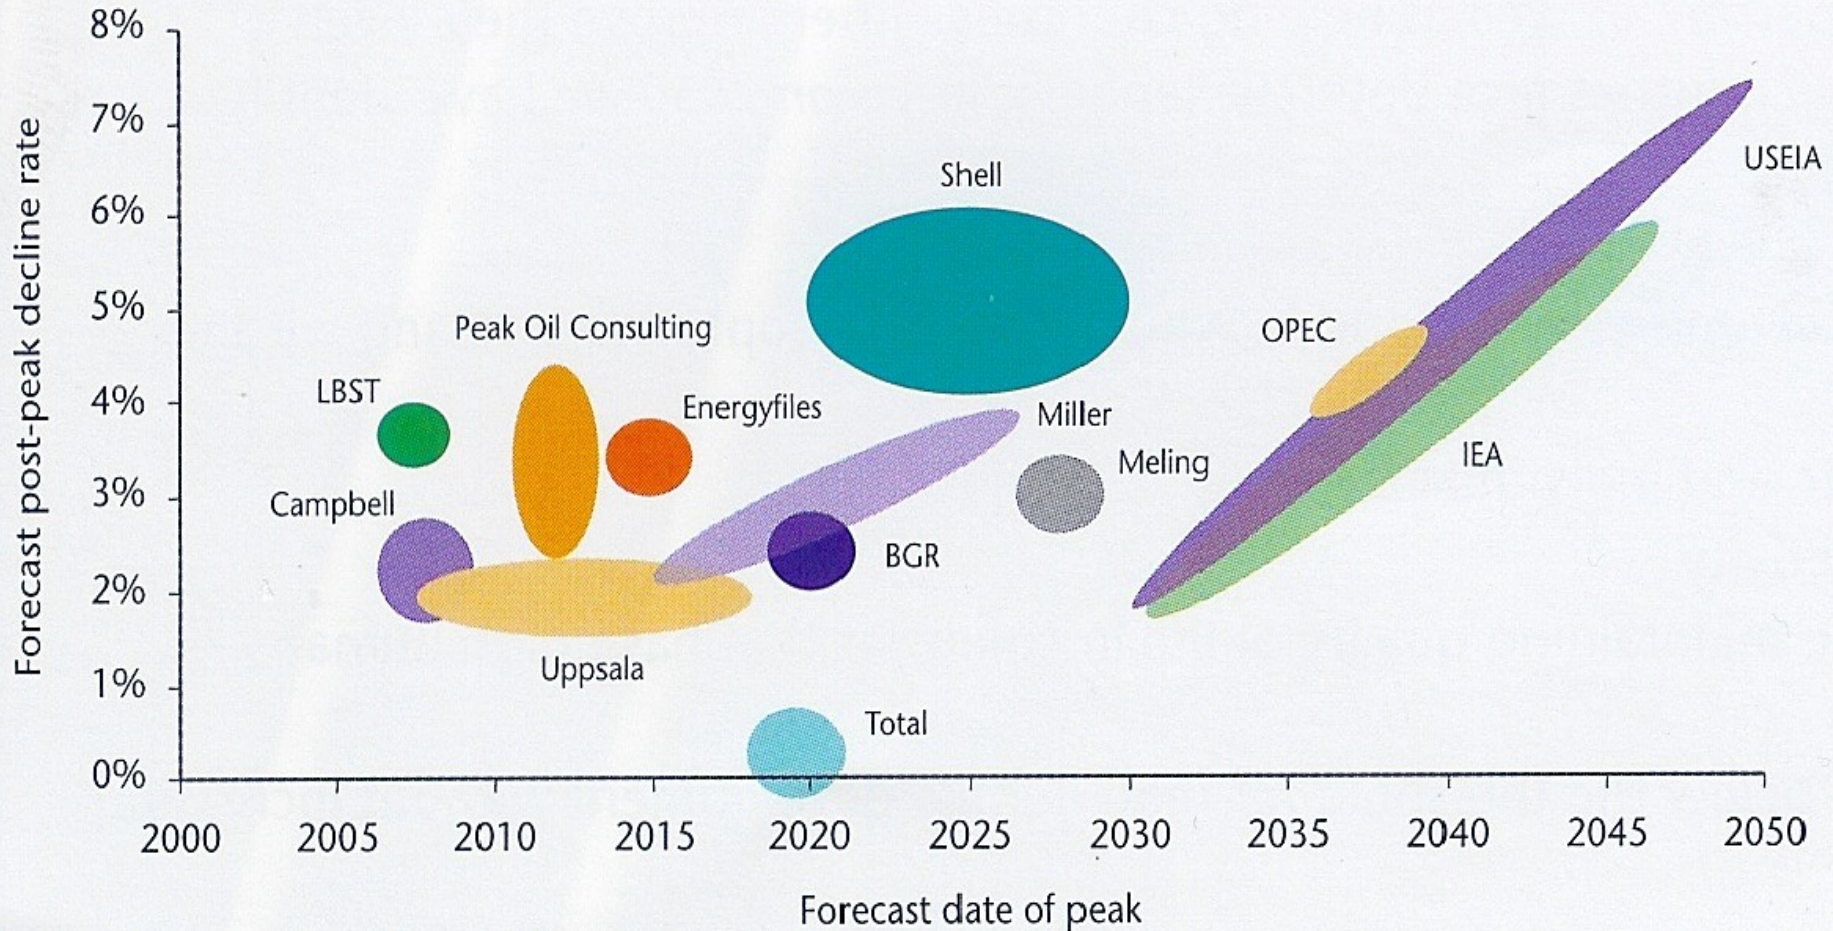 8%
7%
6%
5%
4%
3%
2%
1%
0%
Forecast post-peak decline rate
Shell
USEIA
Peak Oil Consulting
OPEC
LBST
Energyfiles
Miller
Meling
IEA
Campbell
BGR
Uppsala
Total
2000 2005 2010 2015 2020 2025 2030 2035 2040 2045 2050
Forecast date of peak